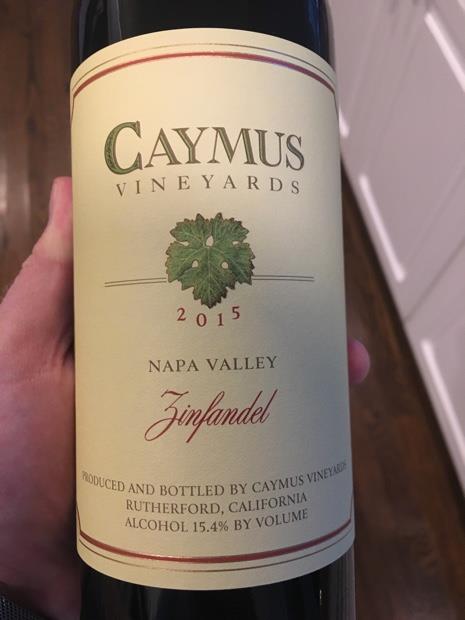 CAYMUS
VINEYARDS
2015
NAPA VALLEY
Zinfandel
PRODUCED AND BOTTLED BY CAYMUS VINEYARDS
RUTHERFORD, CALIFORNIA
ALCOHOL 15.4% BY VOLUME